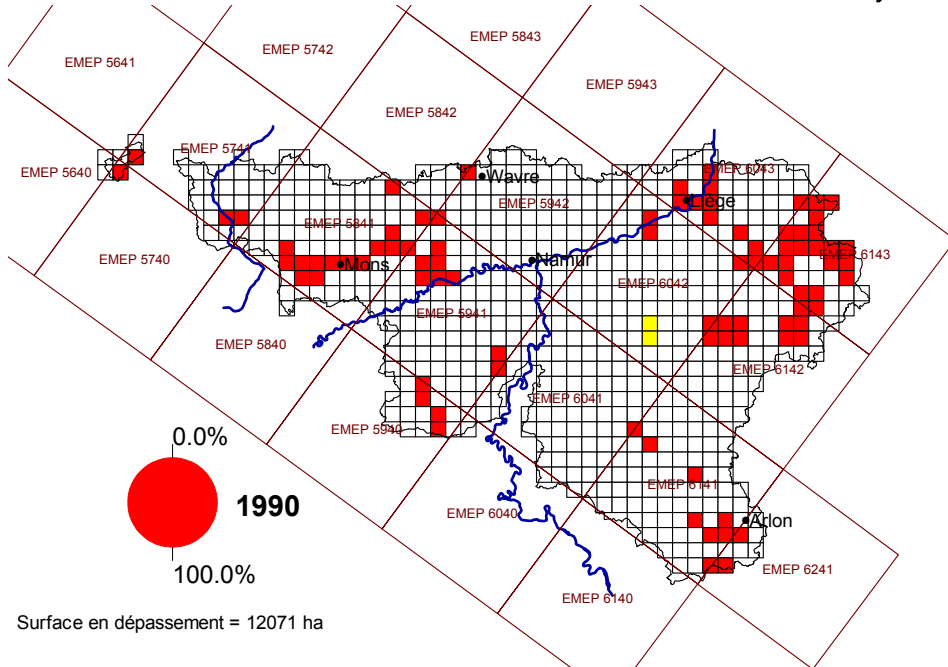 y
EMEP 5843
EMEP 5742
EMEP 5641
EMEP 5943
EMEP 5842
EMEP 5741
EMEP 5640
EMEP 6043
Wavre
EMEP 5942
Liège
EMEP 5841
EMEP 6143
EMEP 5740
Mons
Namur
EMEP 6042
EMEP 5941
EMEP 5840
EMEP 6142
EMEP 6041
EMEP 5940
0.0%
EMEP 6141
1990
EMEP 6040
Arlon
100.0%
EMEP 6241
EMEP 6140
Surface en dépassement = 12071 ha